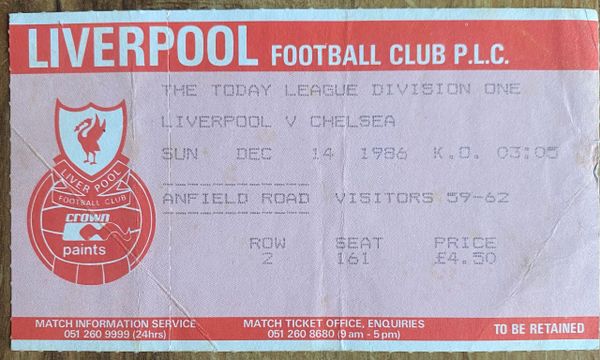 LIVERPOOL FOOTBALL CLUB P.L.C.
THE TODAY LEAGUE DIVISION ONE
LIVERPOOL V CHELSEA
SUN DEC 14 1986 K.O. 03:05
ANFIELD ROAD VISITORS 59-62
ROW SEAT PRICE
2 161 £4.50
LIVERPOOL
FOOTBALL CLUB
crown
paints
MATCH INFORMATION SERVICE
051 260 9999 (24hrs)
MATCH TICKET OFFICE, ENQUIRIES
051 260 8680 (9am - 5pm)
TO BE RETAINED